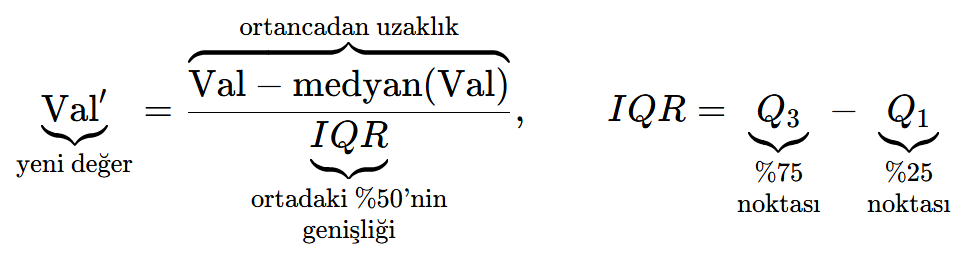 ortancadan uzaklık
Val′ = Val − medyan(Val) / IQR, IQR = Q₃ − Q₁
yeni değer
ortadaki %50'nin
genişliği
%75
noktası
%25
noktası